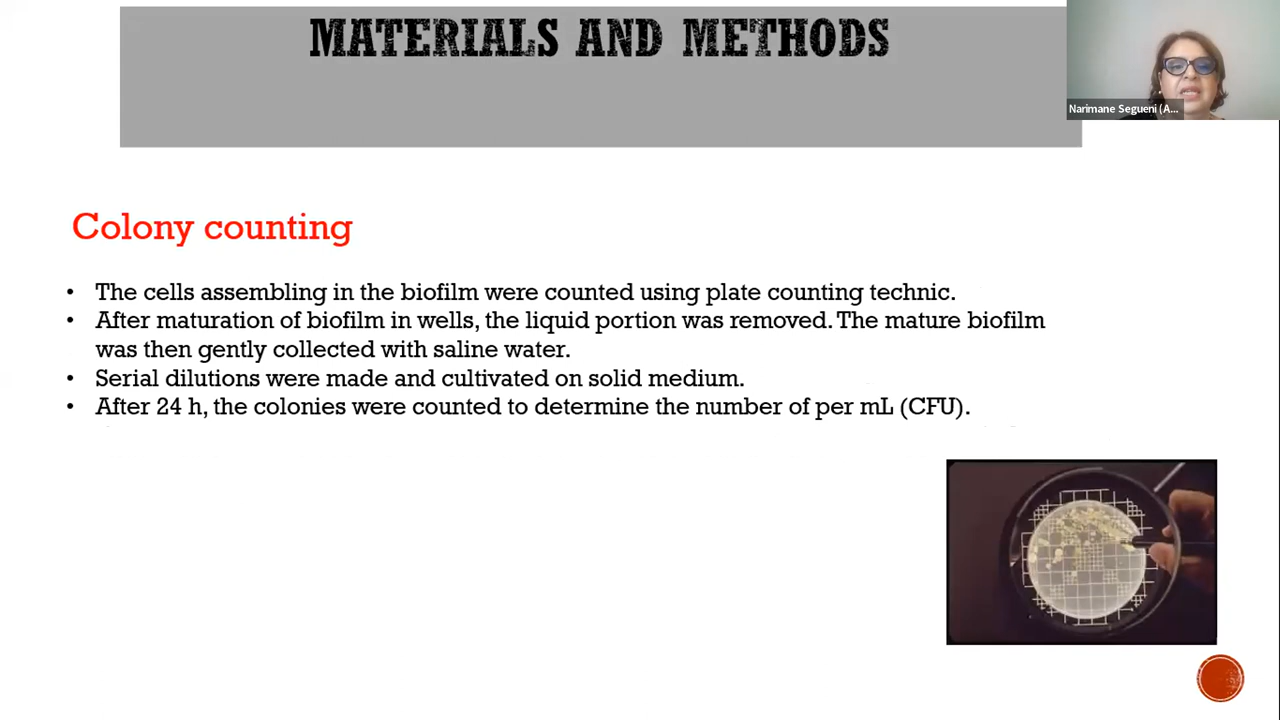 MATERIALS AND METHODS
Narimane Segueni (A...
Colony counting
• The cells assembling in the biofilm were counted using plate counting technic.
• After maturation of biofilm in wells, the liquid portion was removed. The mature biofilm
was then gently collected with saline water.
• Serial dilutions were made and cultivated on solid medium.
• After 24 h, the colonies were counted to determine the number of per mL (CFU).